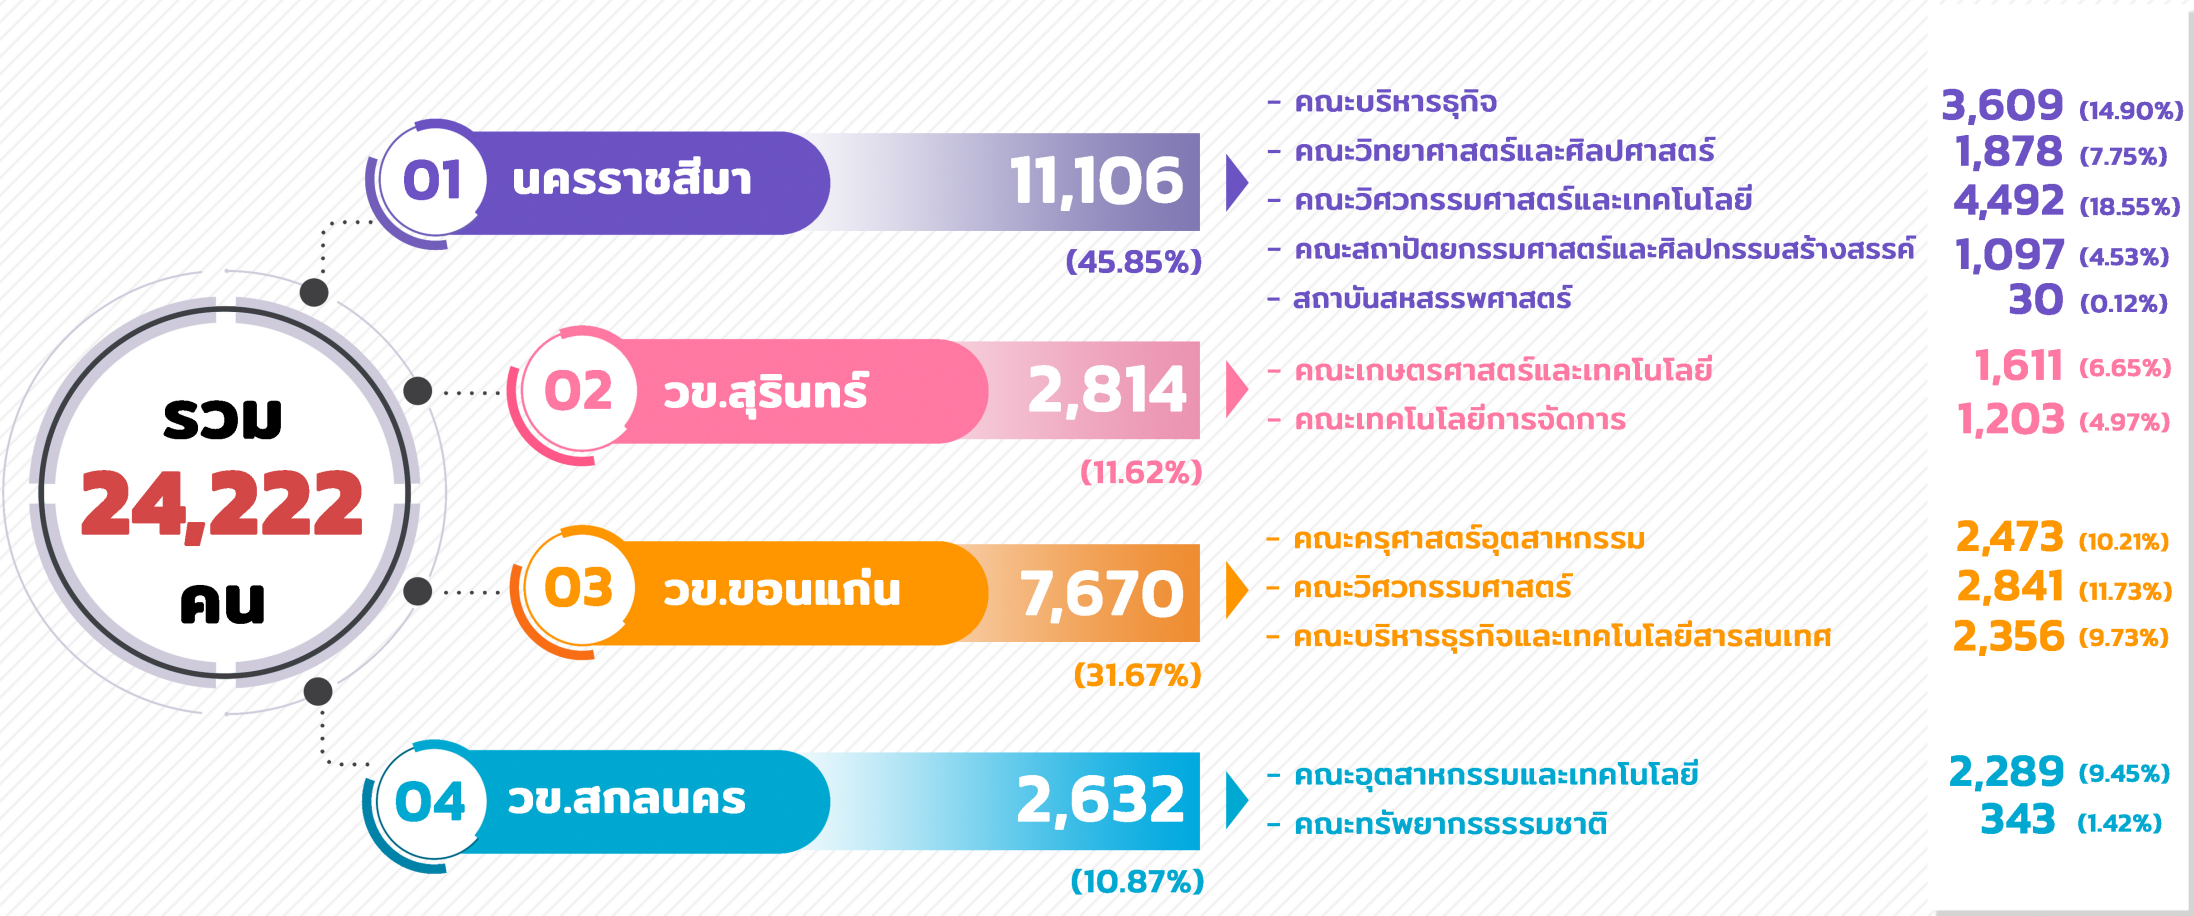 รวม
24,222
คน
01 นครราชสีมา 11,106
(45.85%)
- คณะบริหารธุกิจ 3,609 (14.90%)
- คณะวิทยาศาสตร์และศิลปศาสตร์ 1,878 (7.75%)
- คณะวิศวกรรมศาสตร์และเทคโนโลยี 4,492 (18.55%)
- คณะสถาปัตยกรรมศาสตร์และศิลปกรรมสร้างสรรค์ 1,097 (4.53%)
- สถาบันสหสรรพศาสตร์ 30 (0.12%)
02 วข.สุรินทร์ 2,814
(11.62%)
- คณะเกษตรศาสตร์และเทคโนโลยี 1,611 (6.65%)
- คณะเทคโนโลยีการจัดการ 1,203 (4.97%)
03 วข.ขอนแก่น 7,670
(31.67%)
- คณะครุศาสตร์อุตสาหกรรม 2,473 (10.21%)
- คณะวิศวกรรมศาสตร์ 2,841 (11.73%)
- คณะบริหารธุรกิจและเทคโนโลยีสารสนเทศ 2,356 (9.73%)
04 วข.สกลนคร 2,632
(10.87%)
- คณะอุตสาหกรรมและเทคโนโลยี 2,289 (9.45%)
- คณะทรัพยากรธรรมชาติ 343 (1.42%)